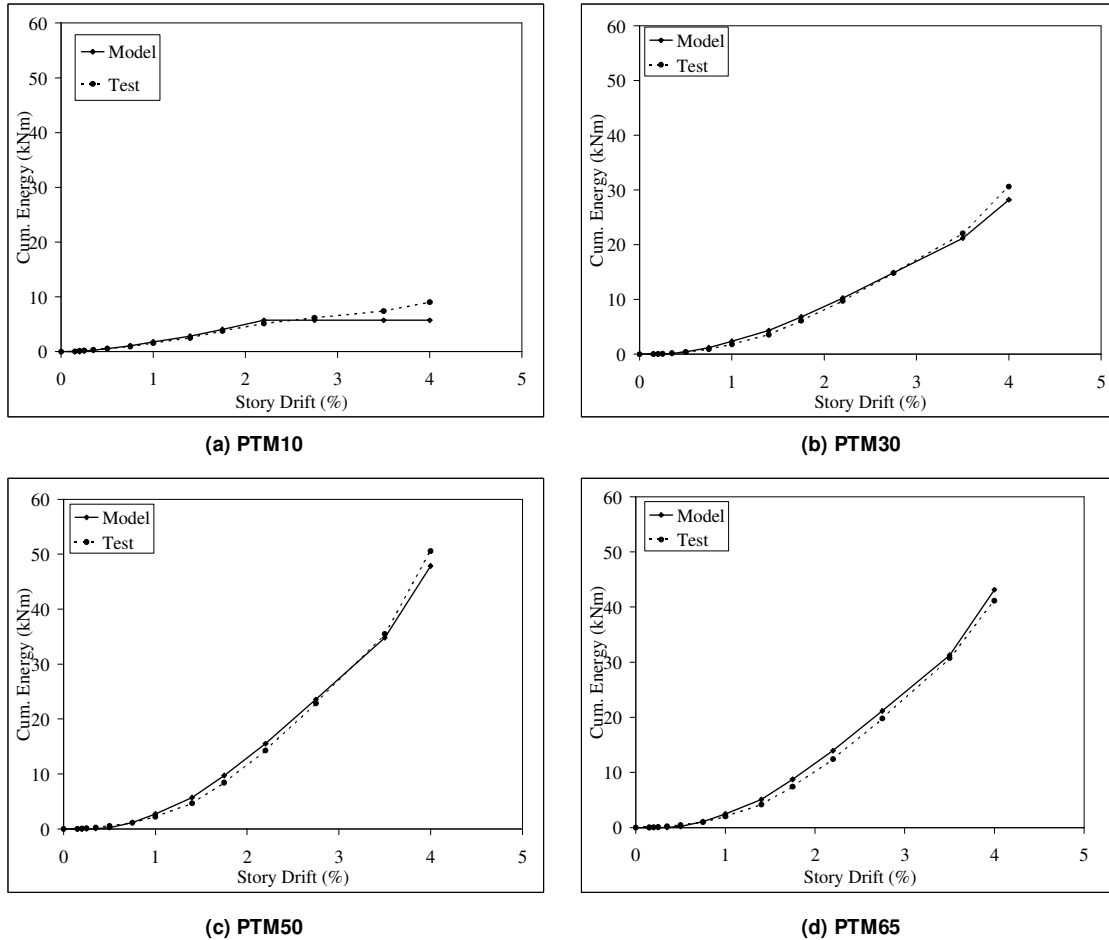 60
50
40
30
20
10
0
Cum. Energy (kNm)
Model
Test
0 1 2 3 4 5
Story Drift (%)
(a) PTM10
60
50
40
30
20
10
0
Cum. Energy (kNm)
Model
Test
0 1 2 3 4 5
Story Drift (%)
(b) PTM30
60
50
40
30
20
10
0
Cum. Energy (kNm)
Model
Test
0 1 2 3 4 5
Story Drift (%)
(c) PTM50
60
50
40
30
20
10
0
Cum. Energy (kNm)
Model
Test
0 1 2 3 4 5
Story Drift (%)
(d) PTM65